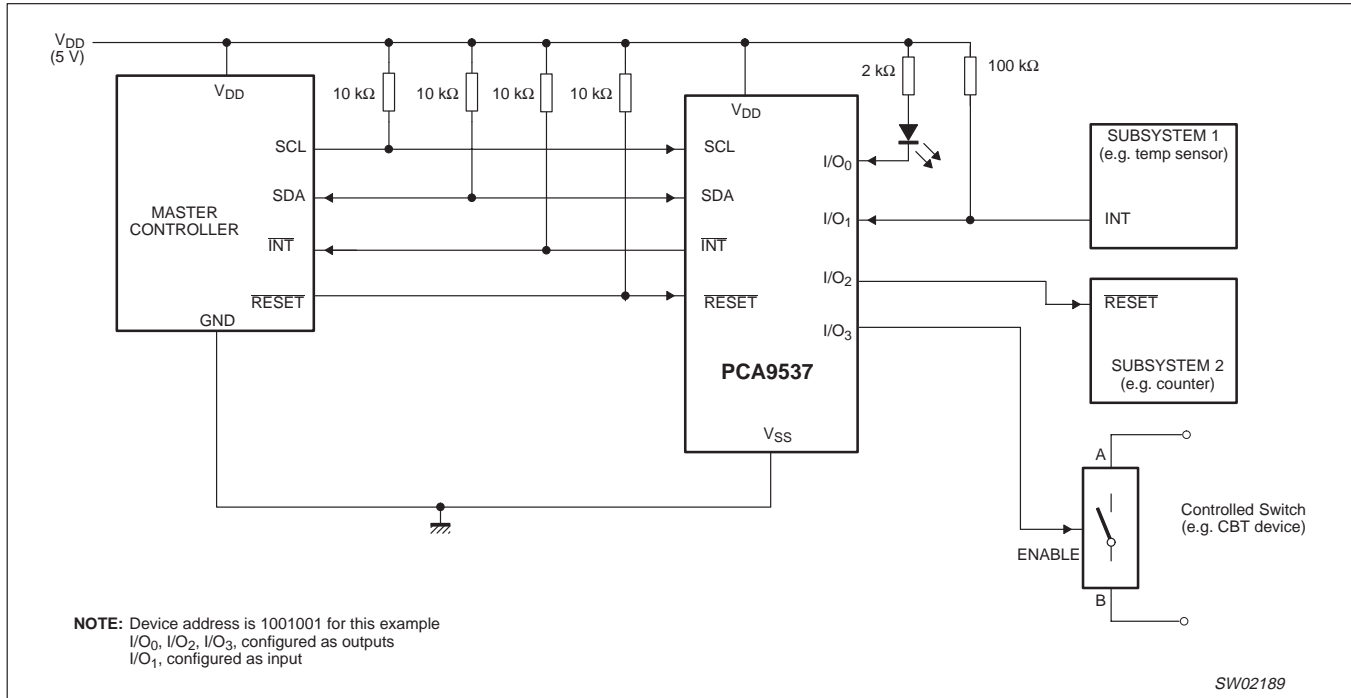 VDD
(5 V)
VDD
SCL
SDA
MASTER
CONTROLLER
INT
RESET
GND
10 kΩ
10 kΩ
10 kΩ
10 kΩ
VDD
SCL
SDA
INT
RESET
I/O0
I/O1
I/O2
I/O3
PCA9537
VSS
2 kΩ
100 kΩ
SUBSYSTEM 1
(e.g. temp sensor)
INT
RESET
SUBSYSTEM 2
(e.g. counter)
A
Controlled Switch
(e.g. CBT device)
ENABLE
B
NOTE: Device address is 1001001 for this example
I/O0, I/O2, I/O3, configured as outputs
I/O1, configured as input
SW02189